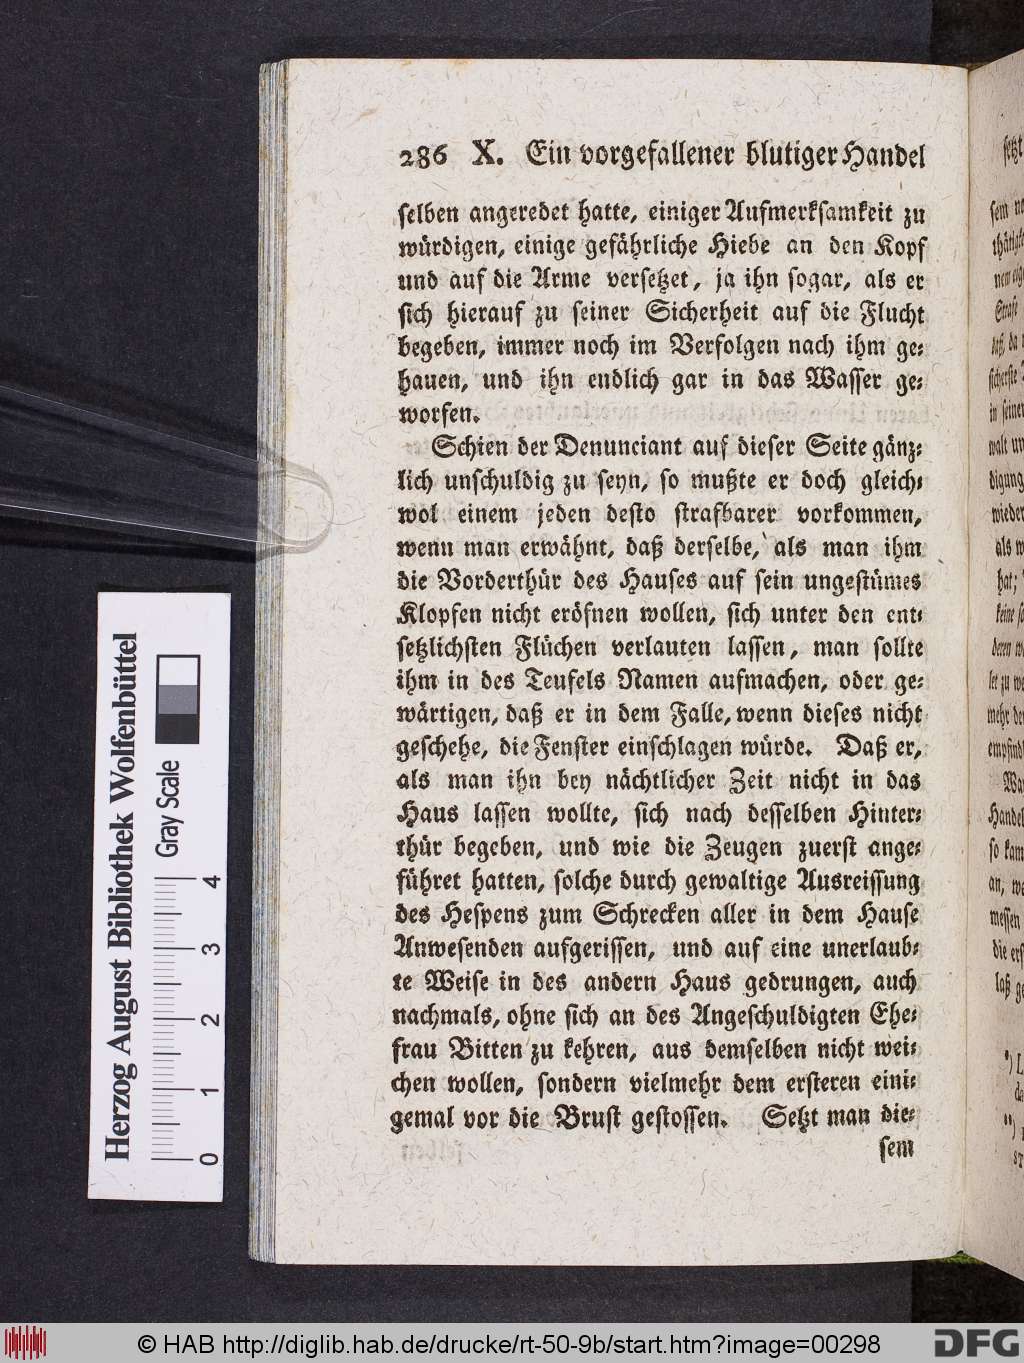 286 X. Ein vorgefallener blutiger Handel
selben angeredet hatte, einiger Aufmerksamkeit zu
würdigen, einige gefährliche Hiebe an den Kopf
und auf die Arme versetzet, ja ihn sogar, als er
sich hierauf zu seiner Sicherheit auf die Flucht
begeben, immer noch im Verfolgen nach ihm ge-
hauen, und ihn endlich gar in das Wasser ge-
worfen.
Schien der Denunciant auf dieser Seite gänz-
lich unschuldig zu seyn, so mußte er doch gleich-
wol einem jeden desto strafbarer vorkommen,
wenn man erwähnt, daß derselbe, als man ihm
die Vorderthür des Hauses auf sein ungestümes
Klopfen nicht eröfnen wollen, sich unter den ent-
setzlichsten Flüchen verlauten lassen, man sollte
ihm in des Teufels Namen aufmachen, oder ge-
wärtigen, daß er in dem Falle, wenn dieses nicht
geschehe, die Fenster einschlagen würde. Daß er,
als man ihn bey nächtlicher Zeit nicht in das
Haus lassen wollte, sich nach desselben Hinter-
thür begeben, und wie die Zeugen zuerst ange-
führet hatten, solche durch gewaltige Ausreissung
des Hespens zum Schrecken aller in dem Hause
Anwesenden aufgerissen, und auf eine unerlaub-
te Weise in des andern Haus gedrungen, auch
nachmals, ohne sich an des Angeschuldigten Ehe-
frau Bitten zu kehren, aus demselben nicht wei-
chen wollen, sondern vielmehr dem ersteren eini-
gemal vor die Brust gestossen. Setzt man die-
sem
Herzog August Bibliothek Wolfenbüttel
Gray Scale
0 1 2 3 4
© HAB http://diglib.hab.de/drucke/rt-50-9b/start.htm?image=00298
DFG